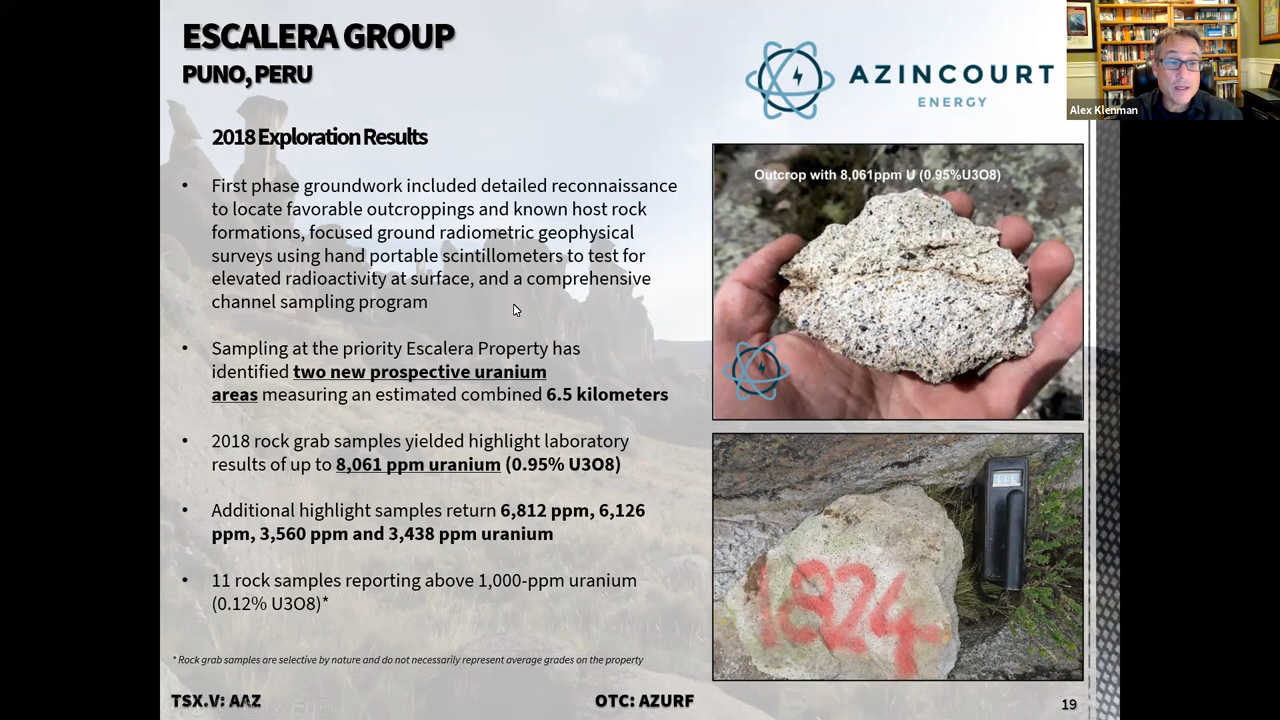 ESCALERA GROUP
PUNO, PERU
AZINCOURT
ENERGY
Alex Klenman
2018 Exploration Results
• First phase groundwork included detailed reconnaissance
to locate favorable outcroppings and known host rock
formations, focused ground radiometric geophysical
surveys using hand portable scintillometers to test for
elevated radioactivity at surface, and a comprehensive
channel sampling program
• Sampling at the priority Escalera Property has
identified two new prospective uranium
areas measuring an estimated combined 6.5 kilometers
• 2018 rock grab samples yielded highlight laboratory
results of up to 8,061 ppm uranium (0.95% U3O8)
• Additional highlight samples return 6,812 ppm, 6,126
ppm, 3,560 ppm and 3,438 ppm uranium
• 11 rock samples reporting above 1,000-ppm uranium
(0.12% U3O8)*
Outcrop with 8,061ppm U (0.95%U3O8)
1824
* Rock grab samples are selective by nature and do not necessarily represent average grades on the property
TSX.V: AAZ
OTC: AZURF
19